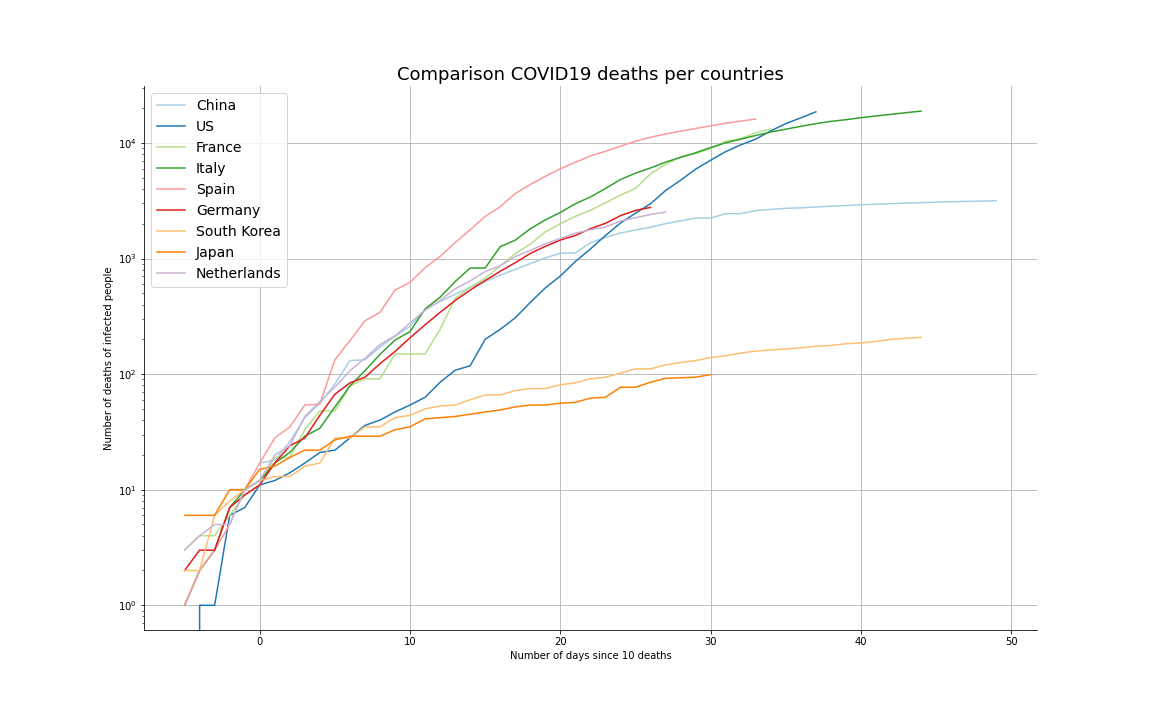 Comparison COVID19 deaths per countries
China
US
France
Italy
Spain
Germany
South Korea
Japan
Netherlands
Number of deaths of infected people
10⁴
10³
10²
10¹
10⁰
0 10 20 30 40 50
Number of days since 10 deaths